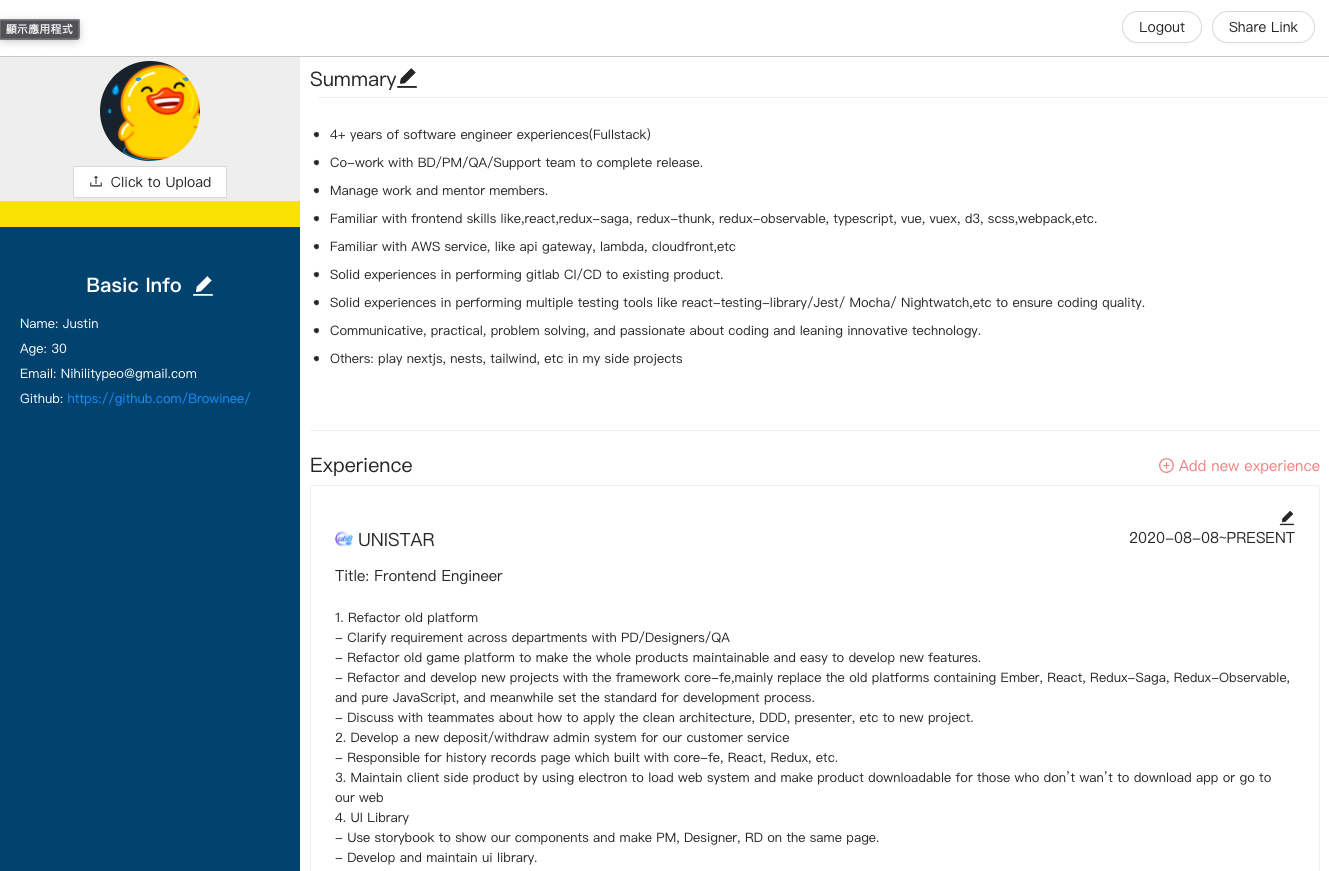 顯示應用程式
Logout
Share Link
Click to Upload
Basic Info
Name: Justin
Age: 30
Email: Nihilitypeo@gmail.com
Github: https://github.com/Browinee/
Summary
4+ years of software engineer experiences(Fullstack)
Co-work with BD/PM/QA/Support team to complete release.
Manage work and mentor members.
Familiar with frontend skills like,react,redux-saga, redux-thunk, redux-observable, typescript, vue, vuex, d3, scss,webpack,etc.
Familiar with AWS service, like api gateway, lambda, cloudfront,etc
Solid experiences in performing gitlab CI/CD to existing product.
Solid experiences in performing multiple testing tools like react-testing-library/Jest/ Mocha/ Nightwatch,etc to ensure coding quality.
Communicative, practical, problem solving, and passionate about coding and leaning innovative technology.
Others: play nextjs, nests, tailwind, etc in my side projects
Experience
Add new experience
UNISTAR
2020-08-08~PRESENT
Title: Frontend Engineer
1. Refactor old platform
- Clarify requirement across departments with PD/Designers/QA
- Refactor old game platform to make the whole products maintainable and easy to develop new features.
- Refactor and develop new projects with the framework core-fe,mainly replace the old platforms containing Ember, React, Redux-Saga, Redux-Observable,
and pure JavaScript, and meanwhile set the standard for development process.
- Discuss with teammates about how to apply the clean architecture, DDD, presenter, etc to new project.
2. Develop a new deposit/withdraw admin system for our customer service
- Responsible for history records page which built with core-fe, React, Redux, etc.
3. Maintain client side product by using electron to load web system and make product downloadable for those who don't wan't to download app or go to
our web
4. UI Library
- Use storybook to show our components and make PM, Designer, RD on the same page.
- Develop and maintain ui library.